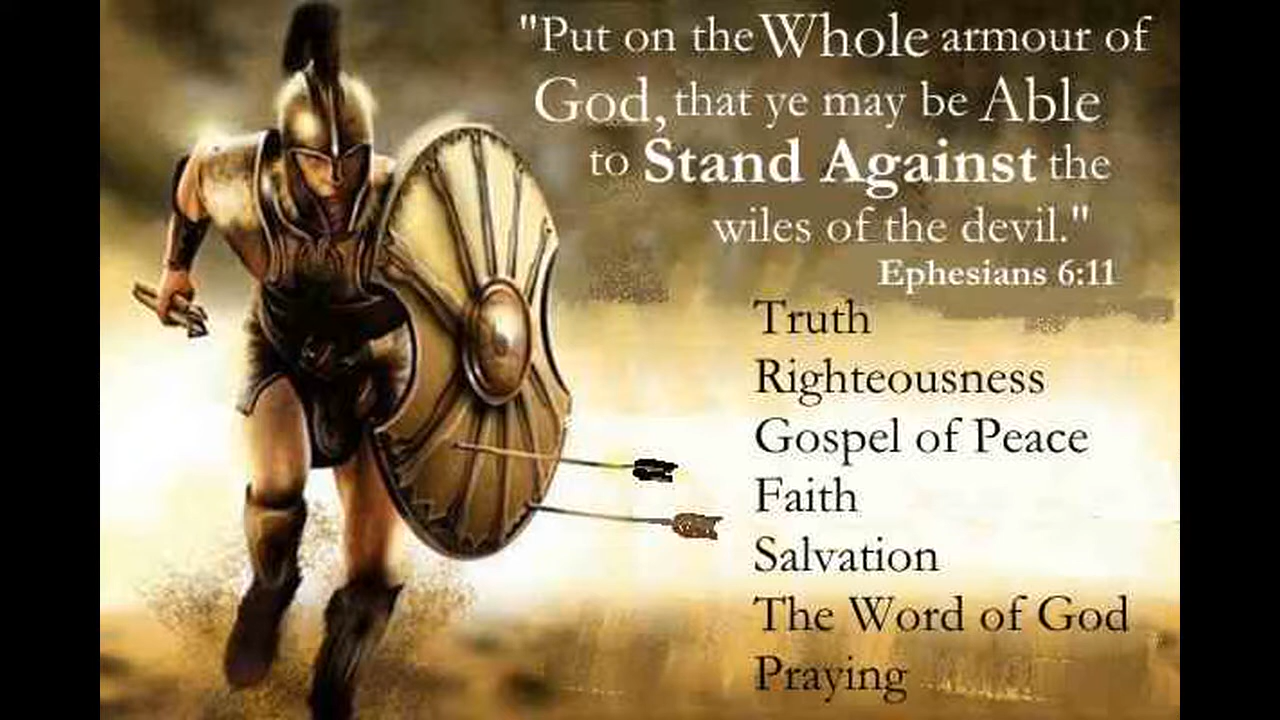 "Put on the Whole armour of
God, that ye may be Able
to Stand Against the
wiles of the devil."
Ephesians 6:11
Truth
Righteousness
Gospel of Peace
Faith
Salvation
The Word of God
Praying